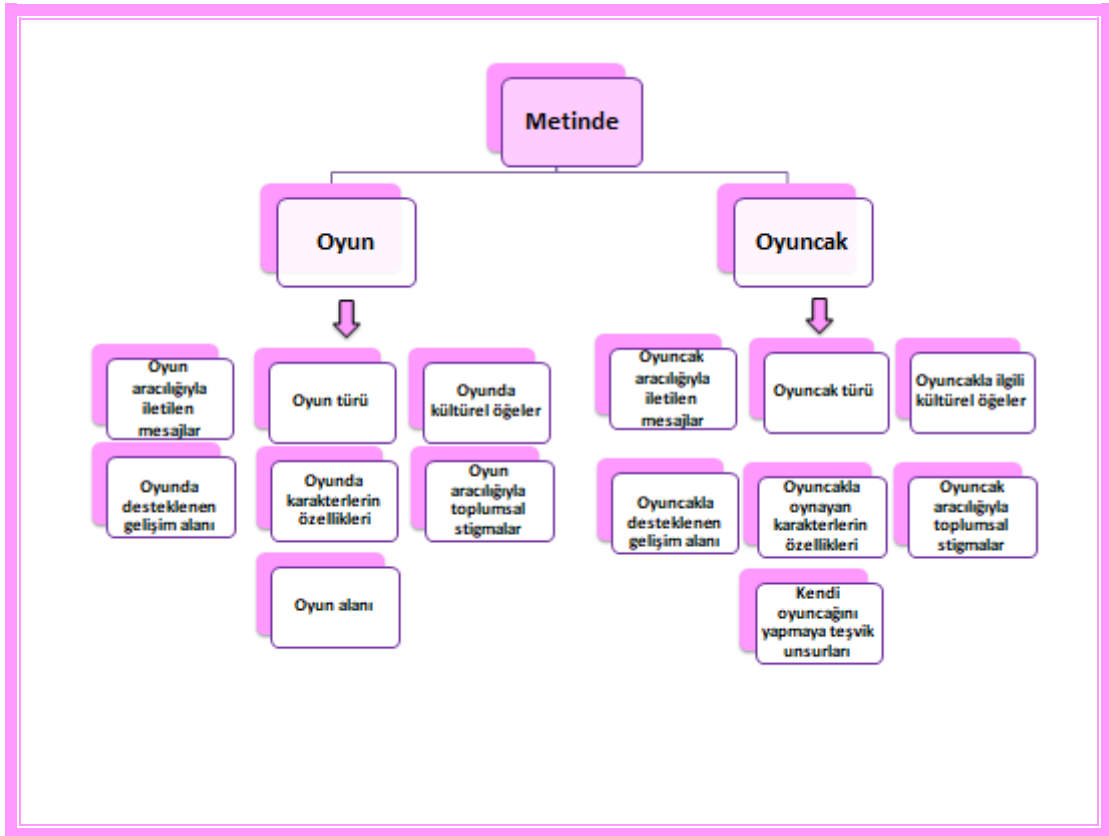 Metinde
Oyun
Oyuncak
Oyun
aracılığıyla
iletilen
mesajlar
Oyun türü
Oyunda
kültürel öğeler
Oyunda
desteklenen
gelişim alanı
Oyunda
karakterlerin
özellikleri
Oyun
aracılığıyla
toplumsal
stigmalar
Oyun alanı
Oyuncak
aracılığıyla
iletilen
mesajlar
Oyuncak türü
Oyuncakla ilgili
kültürel öğeler
Oyuncakla
desteklenen
gelişim alanı
Oyuncakla
oynayan
karakterlerin
özellikleri
Oyuncak
aracılığıyla
toplumsal
stigmalar
Kendi
oyuncağını
yapmaya teşvik
unsurları